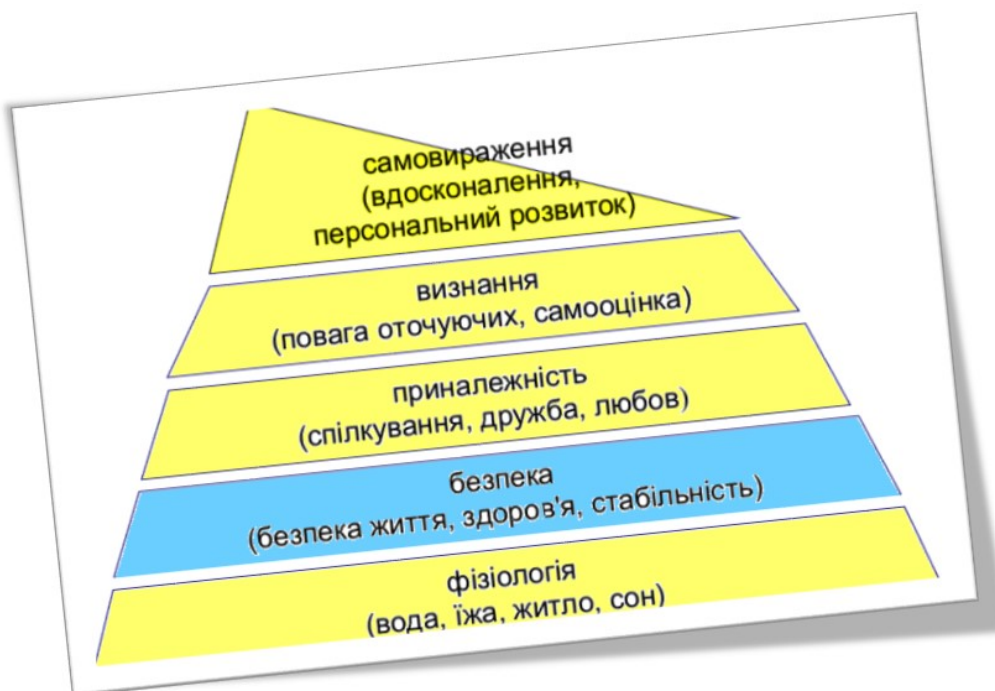 самовираження
(вдосконалення,
персональний розвиток)
визнання
(повага оточуючих, самооцінка)
приналежність
(спілкування, дружба, любов)
безпека
(безпека життя, здоров'я, стабільність)
фізіологія
(вода, їжа, житло, сон)